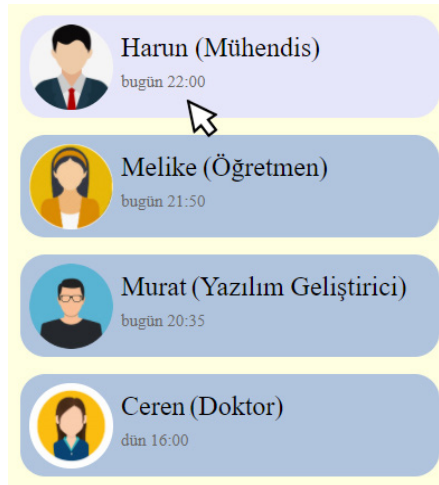 Harun (Mühendis)
bugün 22:00
Melike (Öğretmen)
bugün 21:50
Murat (Yazılım Geliştirici)
bugün 20:35
Ceren (Doktor)
dün 16:00